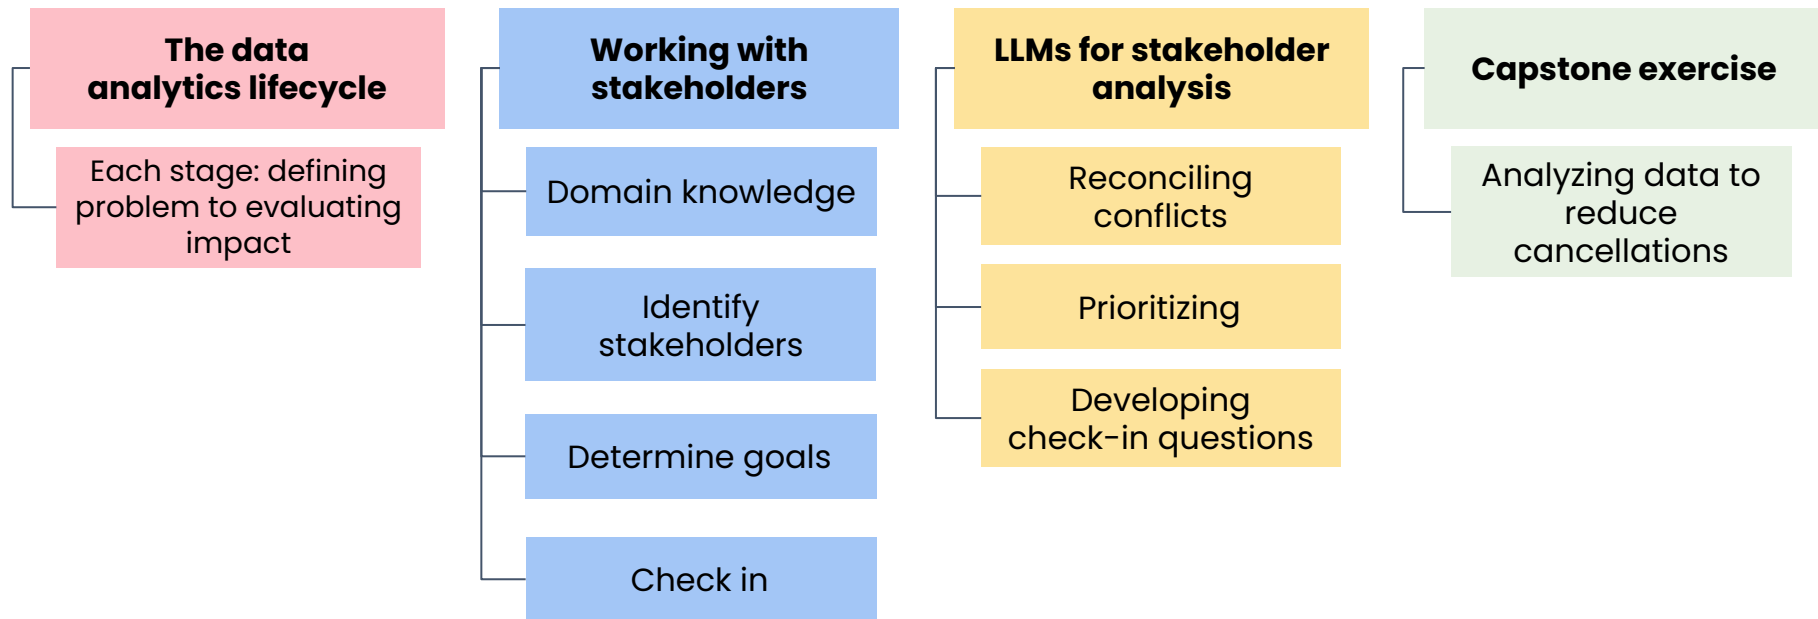 The data
analytics lifecycle
Each stage: defining
problem to evaluating
impact
Working with
stakeholders
Domain knowledge
Identify
stakeholders
Determine goals
Check in
LLMs for stakeholder
analysis
Reconciling
conflicts
Prioritizing
Developing
check-in questions
Capstone exercise
Analyzing data to
reduce
cancellations